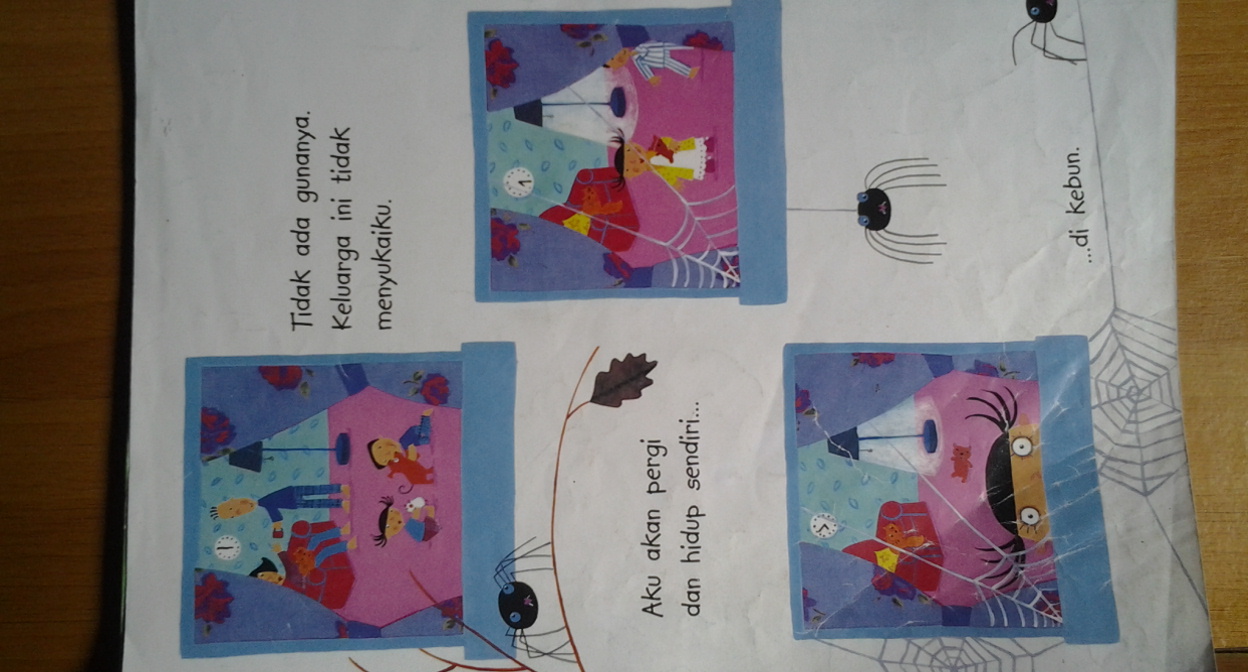 Tidak ada gunanya.
Keluarga ini tidak
menyukaiku.
Aku akan pergi
dan hidup sendiri...
...di kebun.